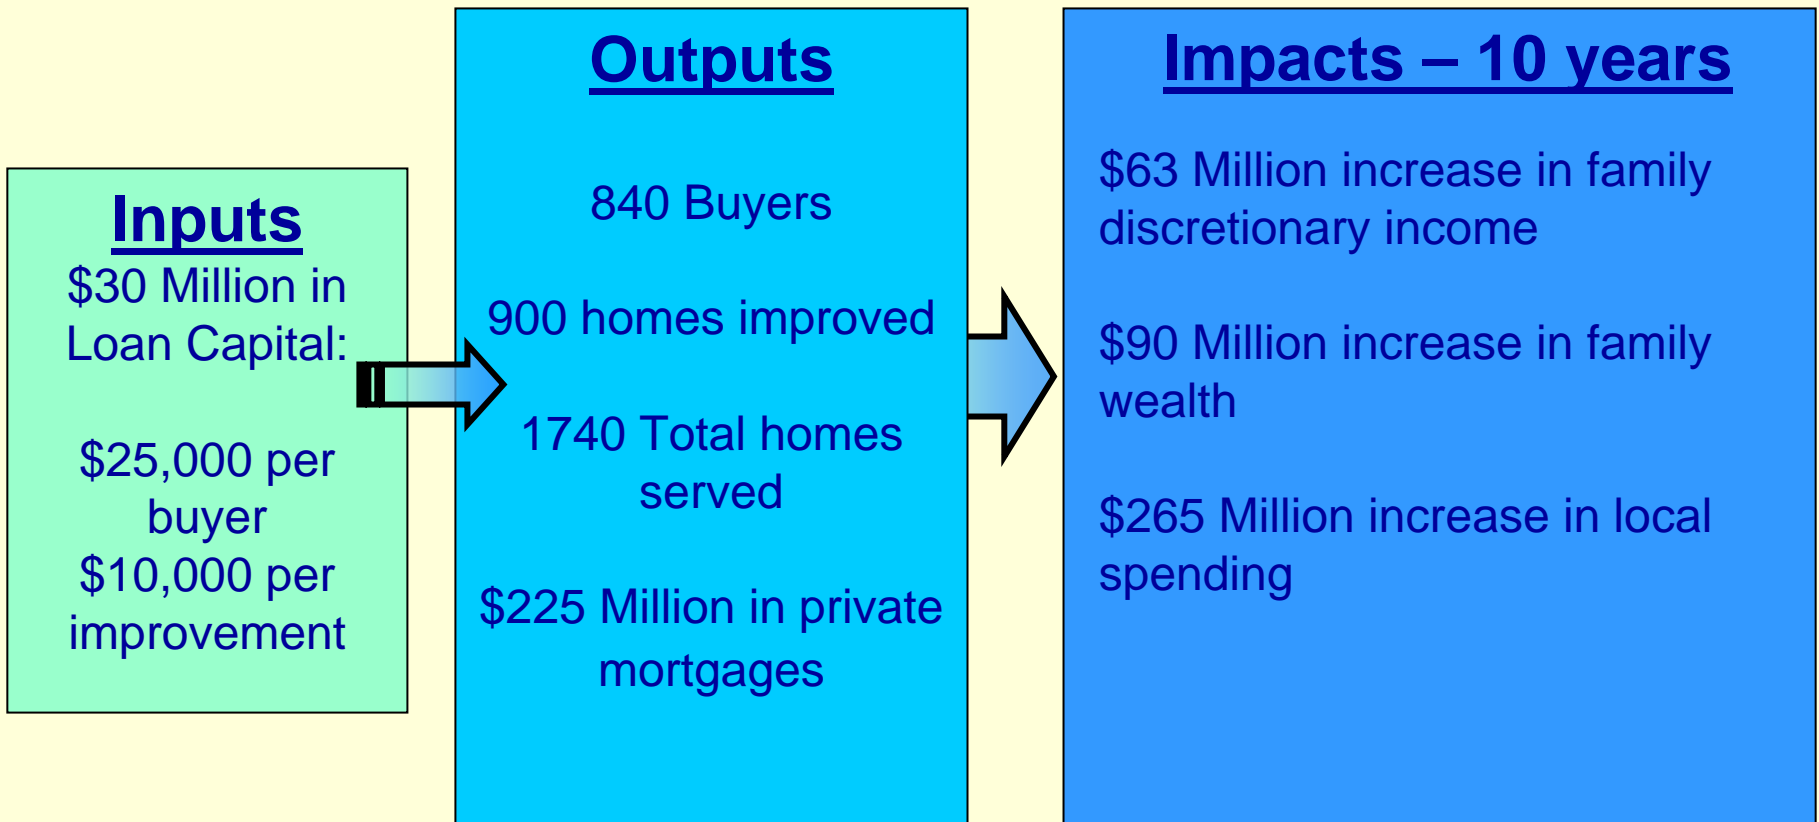 Inputs
$30 Million in
Loan Capital:
$25,000 per
buyer
$10,000 per
improvement
Outputs
840 Buyers
900 homes improved
1740 Total homes
served
$225 Million in private
mortgages
Impacts – 10 years
$63 Million increase in family
discretionary income
$90 Million increase in family
wealth
$265 Million increase in local
spending